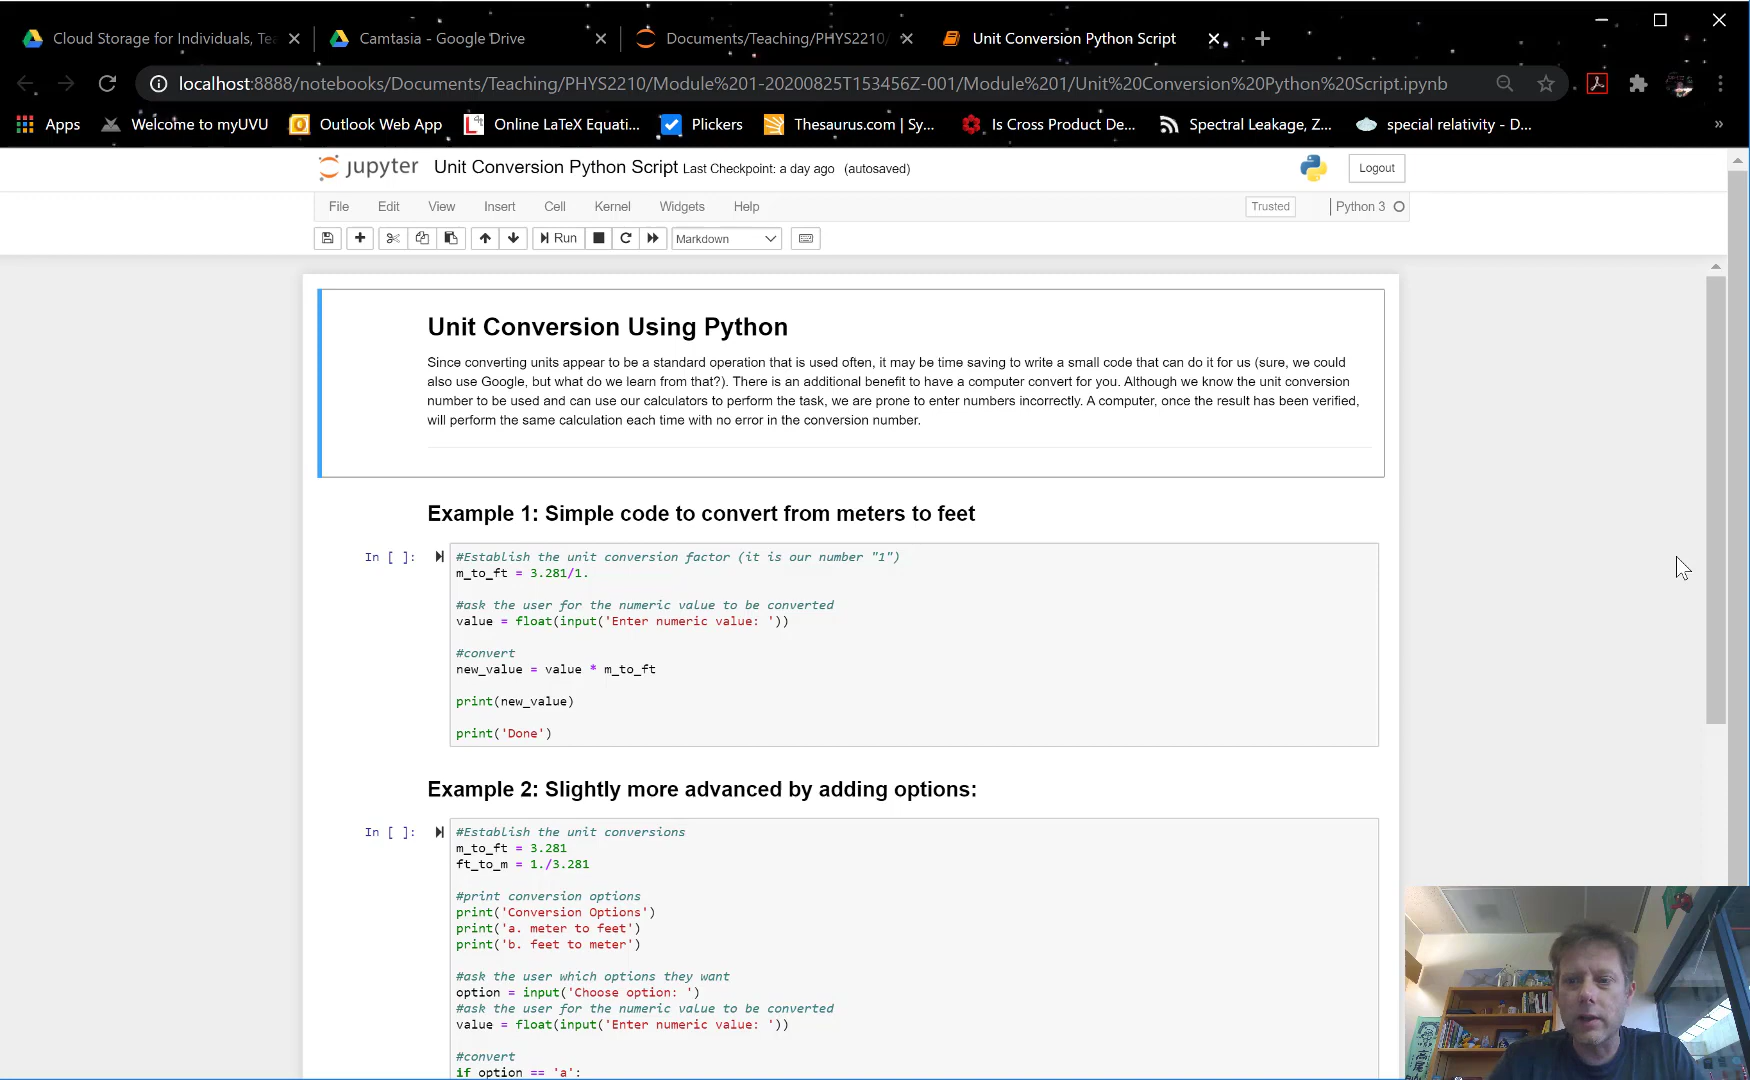 Cloud Storage for Individuals, Tea
Camtasia - Google Drive
Documents/Teaching/PHYS2210/
Unit Conversion Python Script
localhost:8888/notebooks/Documents/Teaching/PHYS2210/Module%201-20200825T153456Z-001/Module%201/Unit%20Conversion%20Python%20Script.ipynb
Apps
Welcome to myUVU
Outlook Web App
Online LaTeX Equati...
Plickers
Thesaurus.com | Sy...
Is Cross Product De...
Spectral Leakage, Z...
special relativity - D...
»
jupyter Unit Conversion Python Script Last Checkpoint: a day ago (autosaved)
Logout
File Edit View Insert Cell Kernel Widgets Help
Trusted
Python 3
Run
Markdown
Unit Conversion Using Python
Since converting units appear to be a standard operation that is used often, it may be time saving to write a small code that can do it for us (sure, we could
also use Google, but what do we learn from that?). There is an additional benefit to have a computer convert for you. Although we know the unit conversion
number to be used and can use our calculators to perform the task, we are prone to enter numbers incorrectly. A computer, once the result has been verified,
will perform the same calculation each time with no error in the conversion number.
Example 1: Simple code to convert from meters to feet
In [ ]:
#Establish the unit conversion factor (it is our number "1")
m_to_ft = 3.281/1.
#ask the user for the numeric value to be converted
value = float(input('Enter numeric value: '))
#convert
new_value = value * m_to_ft
print(new_value)
print('Done')
Example 2: Slightly more advanced by adding options:
In [ ]:
#Establish the unit conversions
m_to_ft = 3.281
ft_to_m = 1./3.281
#print conversion options
print('Conversion Options')
print('a. meter to feet')
print('b. feet to meter')
#ask the user which options they want
option = input('Choose option: ')
#ask the user for the numeric value to be converted
value = float(input('Enter numeric value: '))
#convert
if option == 'a':